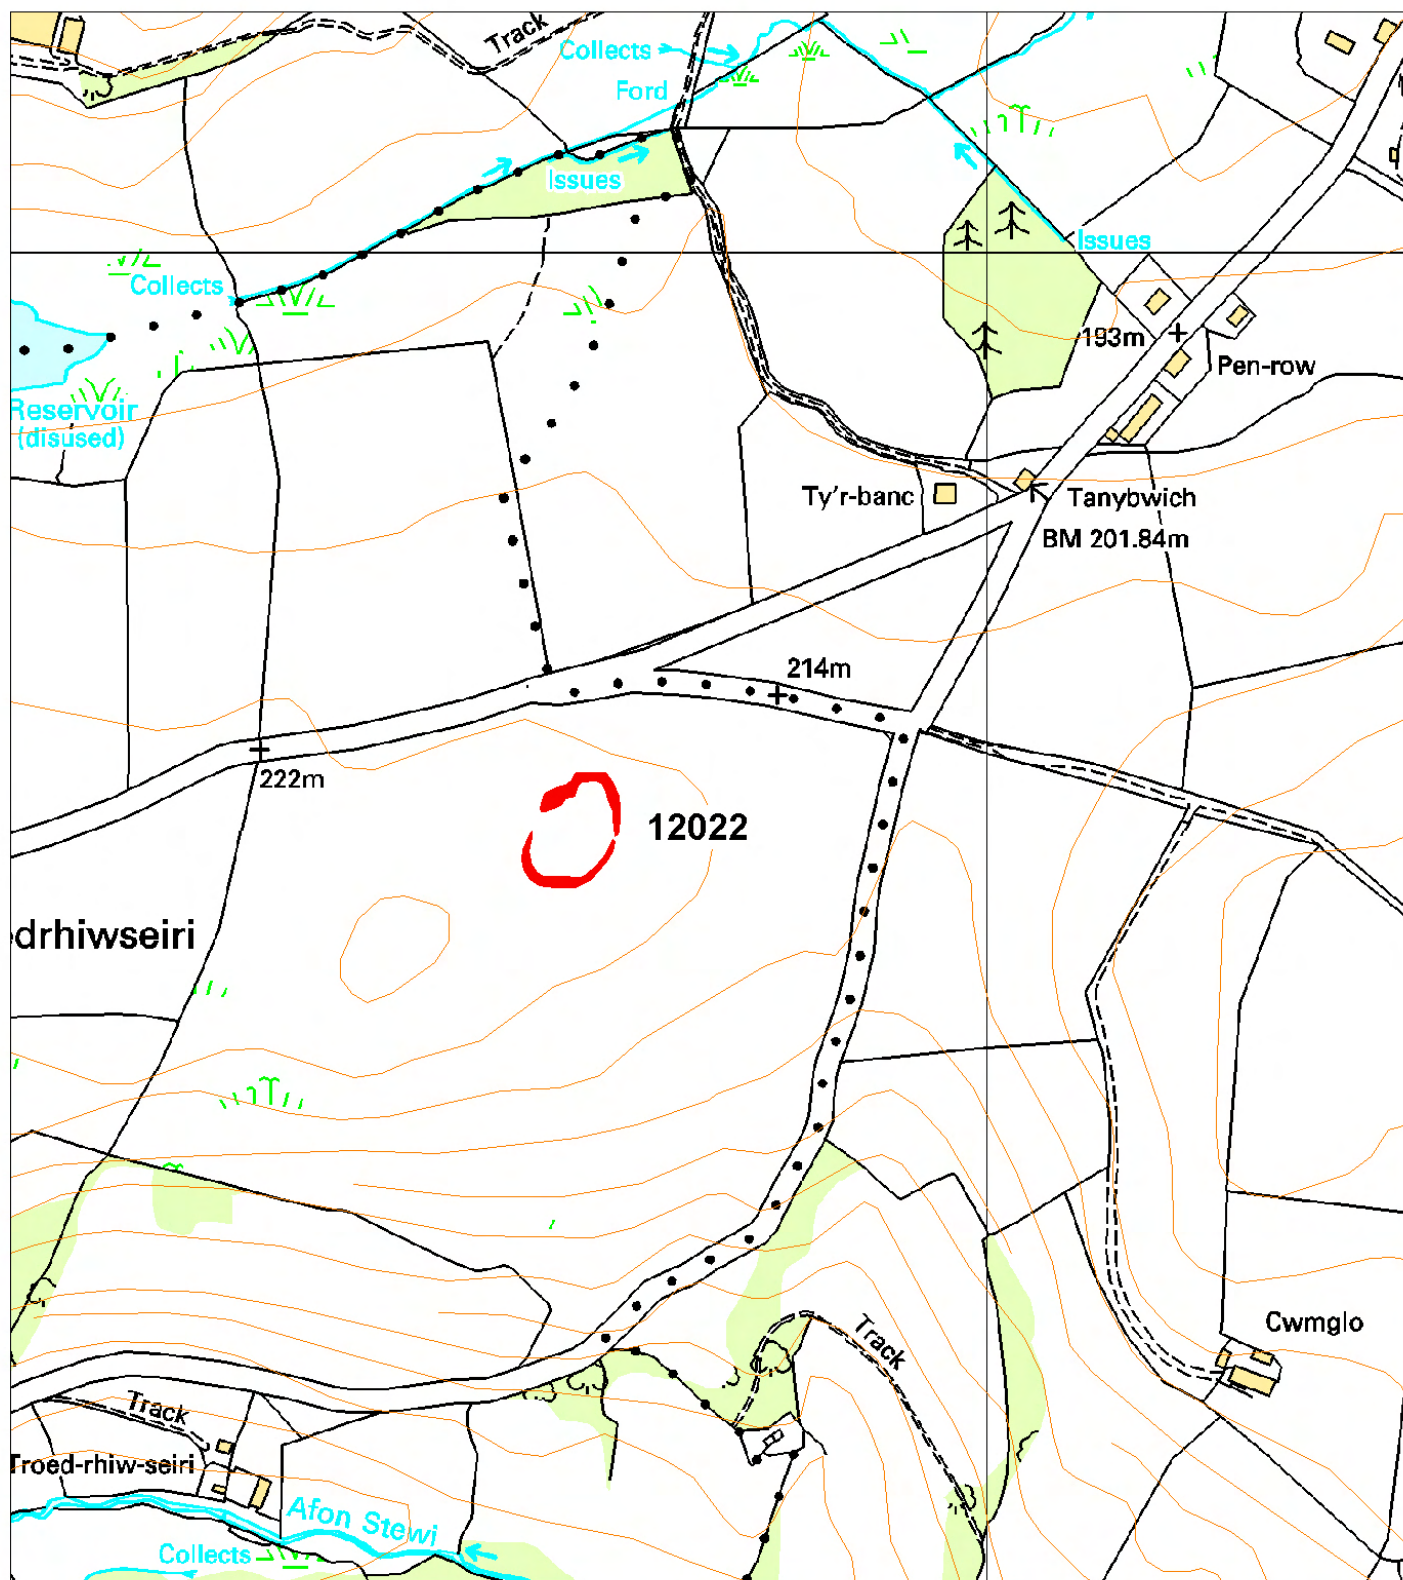 Track
Collects
Ford
Issues
Issues
Collects
193m
Pen-row
Reservoir
(disused)
Ty'r-banc
Tanybwich
BM 201.84m
214m
222m
12022
edrhiwseiri
Track
Cwmglo
Track
Troed-rhiw-seiri
Afon Stewi
Collects